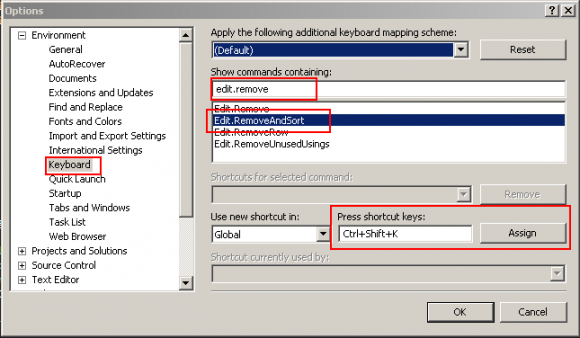 Options
Environment
General
AutoRecover
Documents
Extensions and Updates
Find and Replace
Fonts and Colors
Import and Export Settings
International Settings
Keyboard
Quick Launch
Startup
Tabs and Windows
Task List
Web Browser
Projects and Solutions
Source Control
Text Editor
Apply the following additional keyboard mapping scheme:
(Default)
Reset
Show commands containing:
edit.remove
Edit.Remove
Edit.RemoveAndSort
Edit.RemoveRow
Edit.RemoveUnusedUsings
Shortcuts for selected command:
Remove
Use new shortcut in:
Press shortcut keys:
Global
Ctrl+Shift+K
Assign
Shortcut currently used by:
OK
Cancel